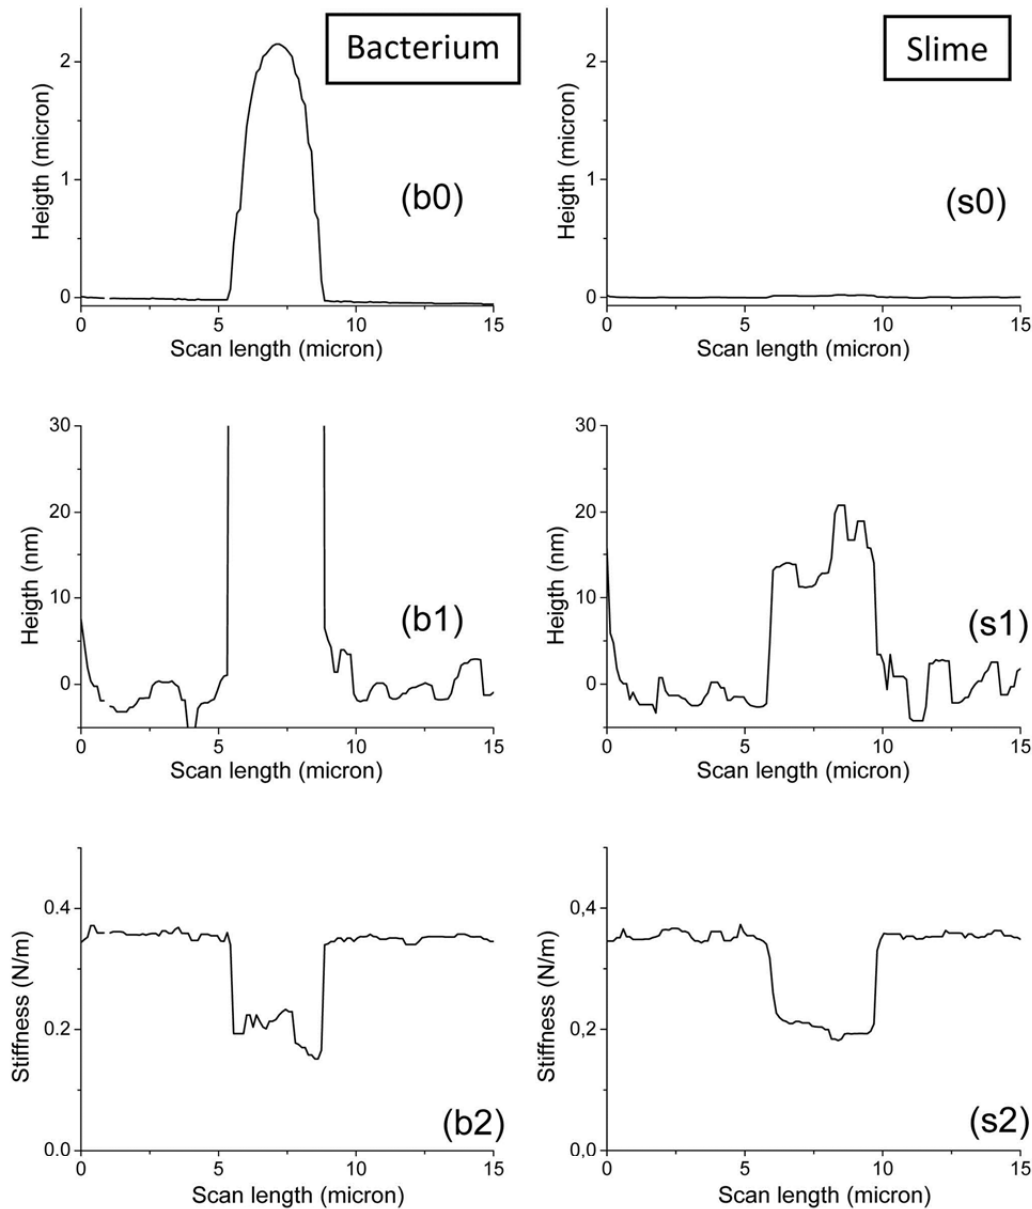 Bacterium
Heigth (micron)
2
1
0
(b0)
0 5 10 15
Scan length (micron)
Slime
Heigth (micron)
2
1
0
(s0)
0 5 10 15
Scan length (micron)
Heigth (nm)
30
20
10
0
(b1)
0 5 10 15
Scan length (micron)
Heigth (nm)
30
20
10
0
(s1)
0 5 10 15
Scan length (micron)
Stiffness (N/m)
0.4
0.2
0.0
(b2)
0 5 10 15
Scan length (micron)
Stiffness (N/m)
0,4
0,2
0,0
(s2)
0 5 10 15
Scan length (micron)